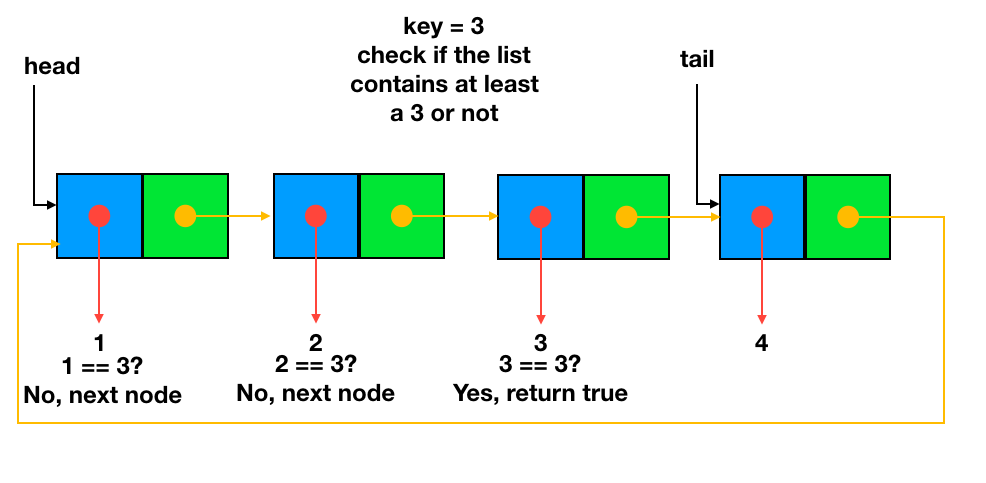 key = 3
check if the list
contains at least
a 3 or not
head
tail
1
1 == 3?
No, next node
2
2 == 3?
No, next node
3
3 == 3?
Yes, return true
4